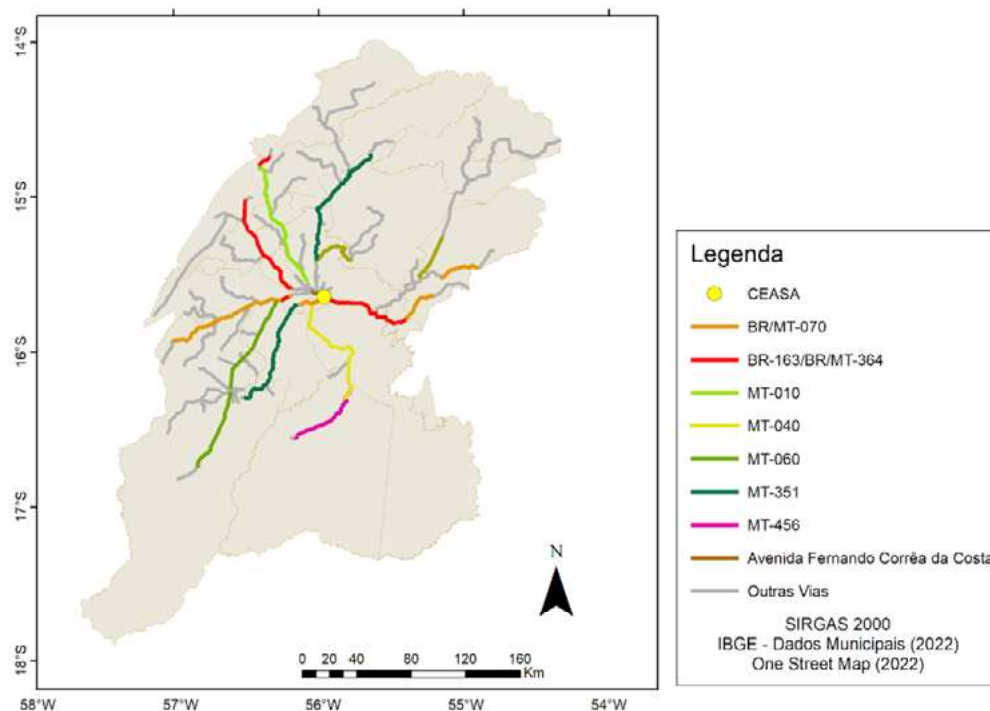 14°S
15°S
16°S
17°S
18°S
58°W
57°W
56°W
55°W
54°W
N
0 20 40 80 120 160
Km
Legenda
CEASA
BR/MT-070
BR-163/BR/MT-364
MT-010
MT-040
MT-060
MT-351
MT-456
Avenida Fernando Corrêa da Costa
Outras Vias
SIRGAS 2000
IBGE - Dados Municipais (2022)
One Street Map (2022)